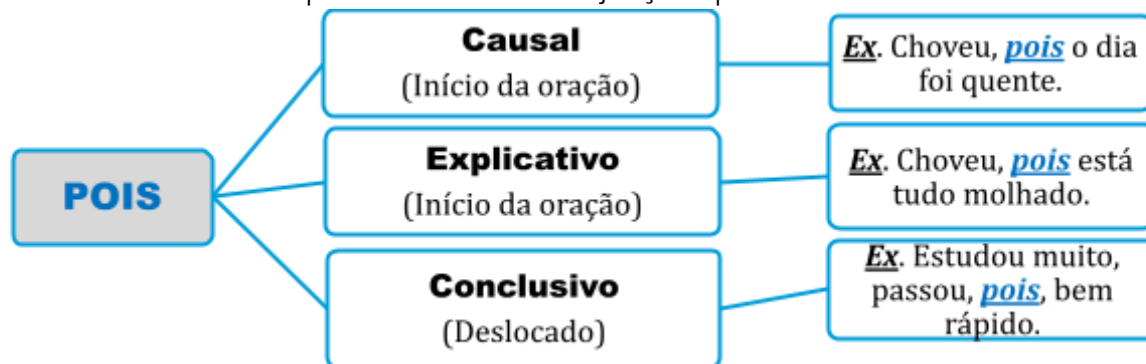 POIS
Causal
(Início da oração)
Ex. Choveu, pois o dia
foi quente.
Explicativo
(Início da oração)
Ex. Choveu, pois está
tudo molhado.
Conclusivo
(Deslocado)
Ex. Estudou muito,
passou, pois, bem
rápido.